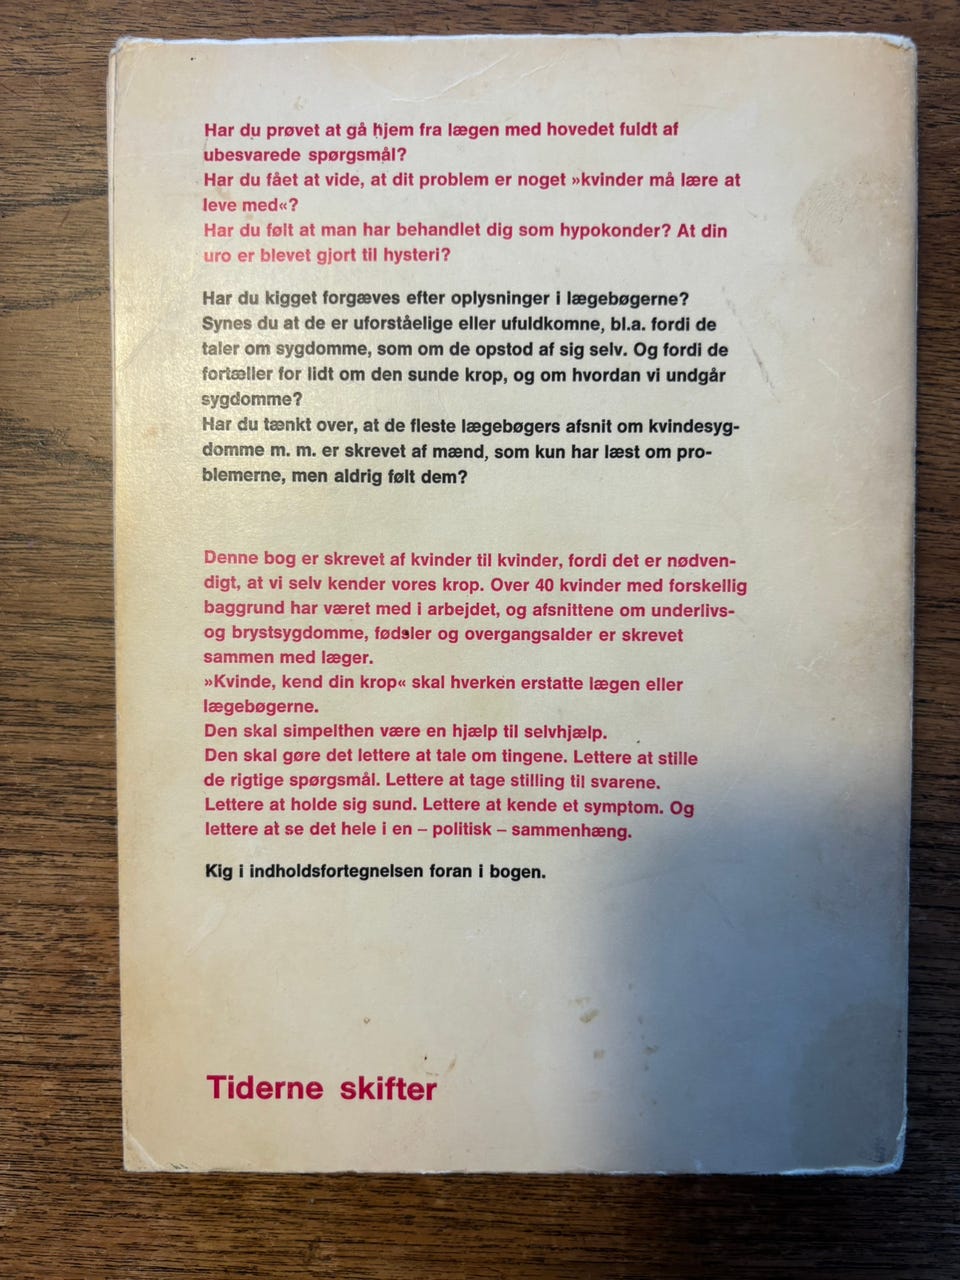 Har du prøvet at gå hjem fra lægen med hovedet fuldt af
ubesvarede spørgsmål?
Har du fået at vide, at dit problem er noget »kvinder må lære at
leve med«?
Har du følt at man har behandlet dig som hypokonder? At din
uro er blevet gjort til hysteri?
Har du kigget forgæves efter oplysninger i lægebøgerne?
Synes du at de er uforståelige eller ufuldkomne, bl.a. fordi de
taler om sygdomme, som om de opstod af sig selv. Og fordi de
fortæller for lidt om den sunde krop, og om hvordan vi undgår
sygdomme?
Har du tænkt over, at de fleste lægebøgers afsnit om kvindesyg-
domme m. m. er skrevet af mænd, som kun har læst om pro-
blemerne, men aldrig følt dem?
Denne bog er skrevet af kvinder til kvinder, fordi det er nødven-
digt, at vi selv kender vores krop. Over 40 kvinder med forskellig
baggrund har været med i arbejdet, og afsnittene om underlivs-
og brystsygdomme, fødsler og overgangsalder er skrevet
sammen med læger.
»Kvinde, kend din krop« skal hverken erstatte lægen eller
lægebøgerne.
Den skal simpelthen være en hjælp til selvhjælp.
Den skal gøre det lettere at tale om tingene. Lettere at stille
de rigtige spørgsmål. Lettere at tage stilling til svarene.
Lettere at holde sig sund. Lettere at kende et symptom. Og
lettere at se det hele i en – politisk – sammenhæng.
Kig i indholdsfortegnelsen foran i bogen.
Tiderne skifter